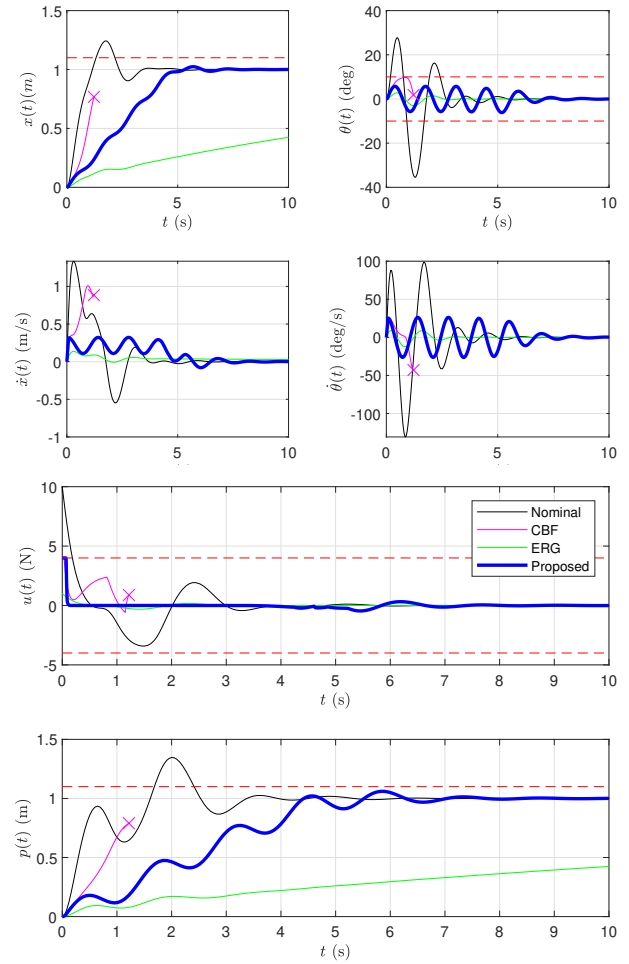 1.5
1
0.5
0
0
5
10
x(t)(m)
t (s)
40
20
0
-20
-40
0
5
10
θ(t) (deg)
t (s)
1
0.5
0
-0.5
-1
0
5
10
ẋ(t) (m/s)
100
50
0
-50
-100
0
5
10
θ̇(t) (deg/s)
10
5
0
-5
0 1 2 3 4 5 6 7 8 9 10
u(t) (N)
t (s)
Nominal
CBF
ERG
Proposed
1.5
1
0.5
0
0 1 2 3 4 5 6 7 8 9 10
p(t) (m)
t (s)